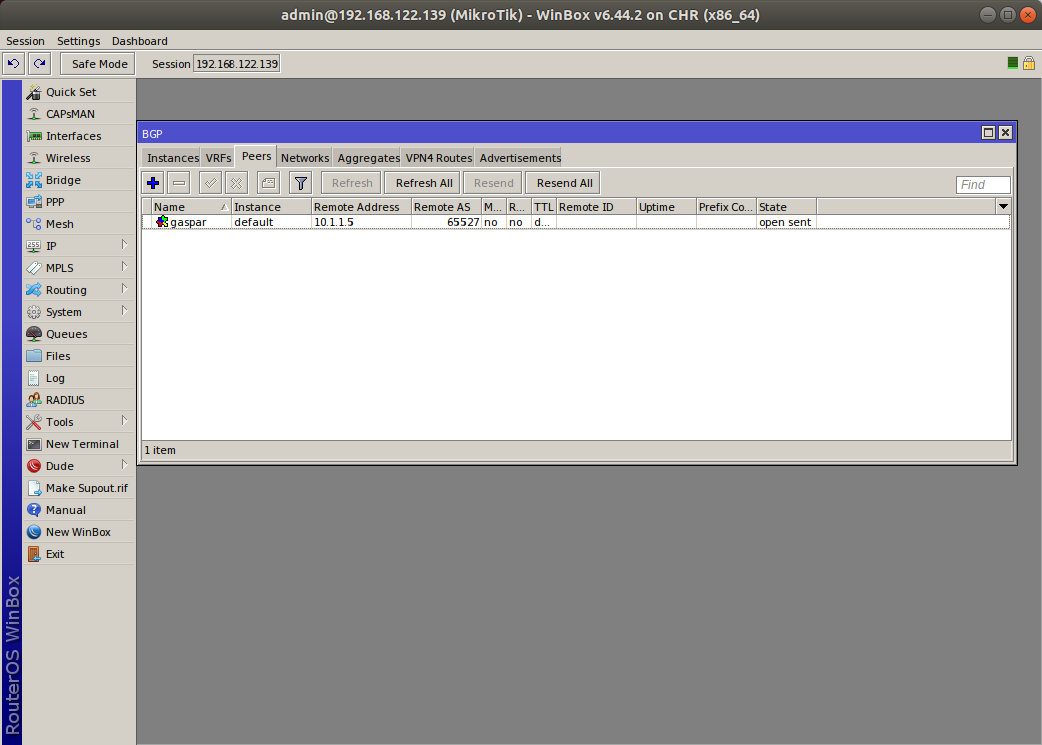 admin@192.168.122.139 (MikroTik) - WinBox v6.44.2 on CHR (x86_64)
Session Settings Dashboard
Safe Mode Session 192.168.122.139
Quick Set
CAPsMAN
Interfaces
Wireless
Bridge
PPP
Mesh
IP
MPLS
Routing
System
Queues
Files
Log
RADIUS
Tools
New Terminal
Dude
Make Supout.rif
Manual
New WinBox
Exit
RouterOS WinBox
BGP
Instances VRFs Peers Networks Aggregates VPN4 Routes Advertisements
Refresh Refresh All Resend Resend All Find
Name Instance Remote Address Remote AS M... R... TTL Remote ID Uptime Prefix Co... State
gaspar default 10.1.1.5 65527 no no d... open sent
1 item